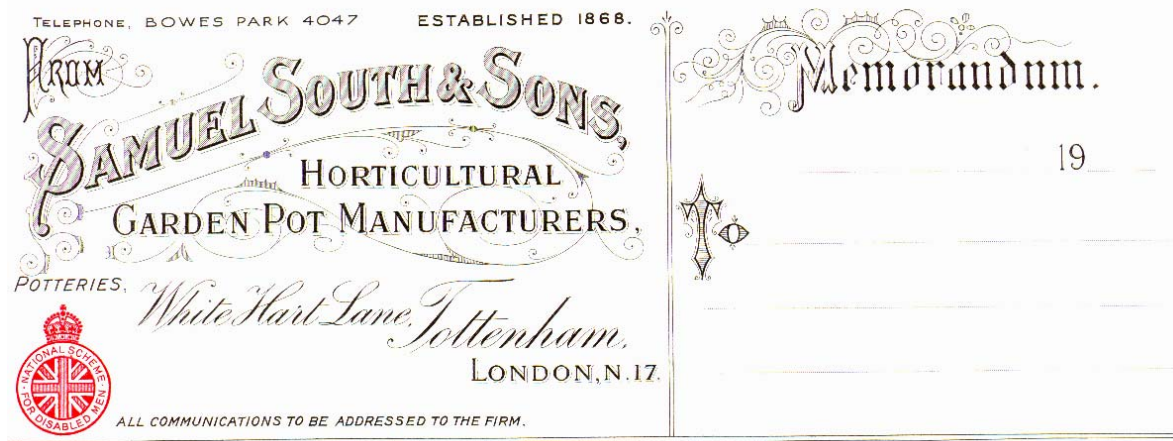 TELEPHONE, BOWES PARK 4047
ESTABLISHED 1868.
FROM
SAMUEL SOUTH & SONS,
HORTICULTURAL
GARDEN POT MANUFACTURERS,
POTTERIES,
White Hart Lane, Tottenham,
LONDON, N. 17.
NATIONAL SCHEME
FOR DISABLED MEN
ALL COMMUNICATIONS TO BE ADDRESSED TO THE FIRM.
Memorandum.
19
To